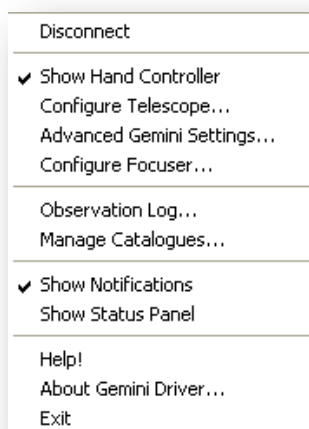 Disconnect
Show Hand Controller
Configure Telescope...
Advanced Gemini Settings...
Configure Focuser...
Observation Log...
Manage Catalogues...
Show Notifications
Show Status Panel
Help!
About Gemini Driver...
Exit